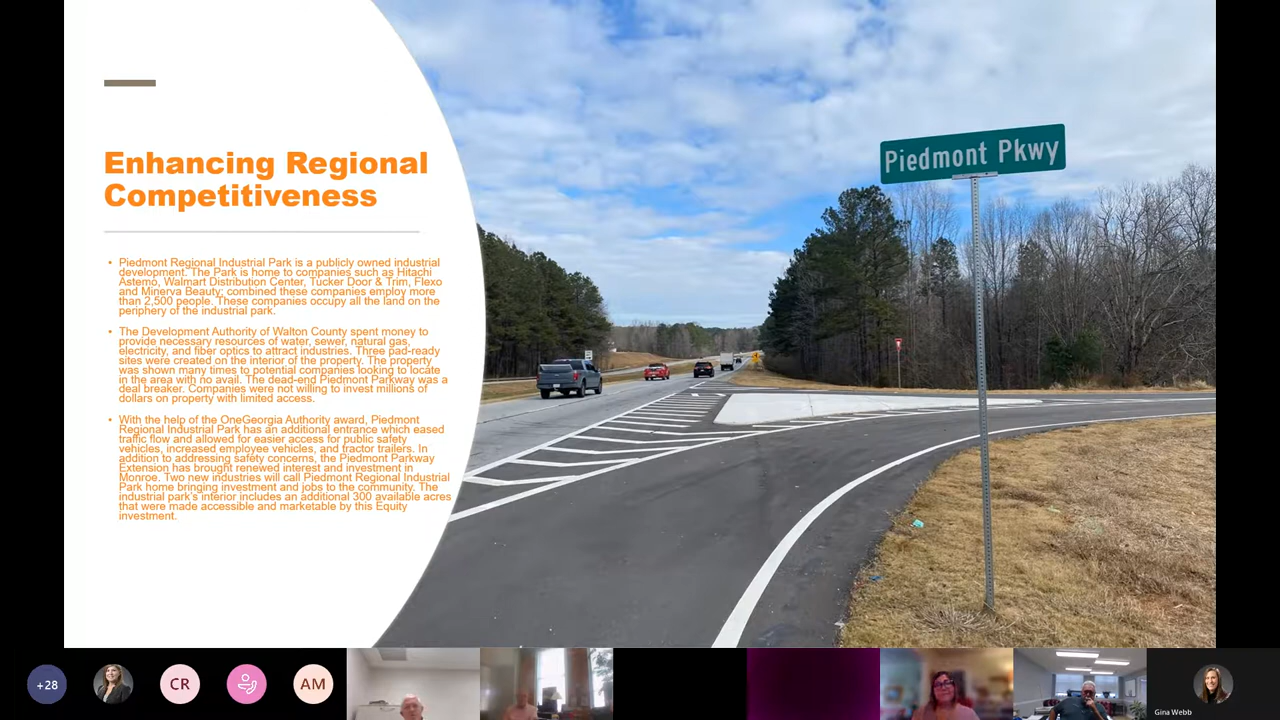 Enhancing Regional
Competitiveness
• Piedmont Regional Industrial Park is a publicly owned industrial
development. The Park is home to companies such as Hitachi
Astemo, Walmart Distribution Center, Tucker Door & Trim, Flexo
and Minerva Beauty; combined these companies employ more
than 2,500 people. These companies occupy all the land on the
periphery of the industrial park.
• The Development Authority of Walton County spent money to
provide necessary resources of water, sewer, natural gas,
electricity, and fiber optics to attract industries. Three pad-ready
sites were created on the interior of the property. The property
was shown many times to potential companies looking to locate
in the area with no avail. The dead-end Piedmont Parkway was a
deal breaker. Companies were not willing to invest millions of
dollars on property with limited access.
• With the help of the OneGeorgia Authority award, Piedmont
Regional Industrial Park has an additional entrance which eased
traffic flow and allowed for easier access for public safety
vehicles, increased employee vehicles, and tractor trailers. In
addition to addressing safety concerns, the Piedmont Parkway
Extension has brought renewed interest and investment in
Monroe. Two new industries will call Piedmont Regional Industrial
Park home bringing investment and jobs to the community. The
industrial park's interior includes an additional 300 available acres
that were made accessible and marketable by this Equity
investment.
Piedmont Pkwy
+28
CR
AM
Gina Webb